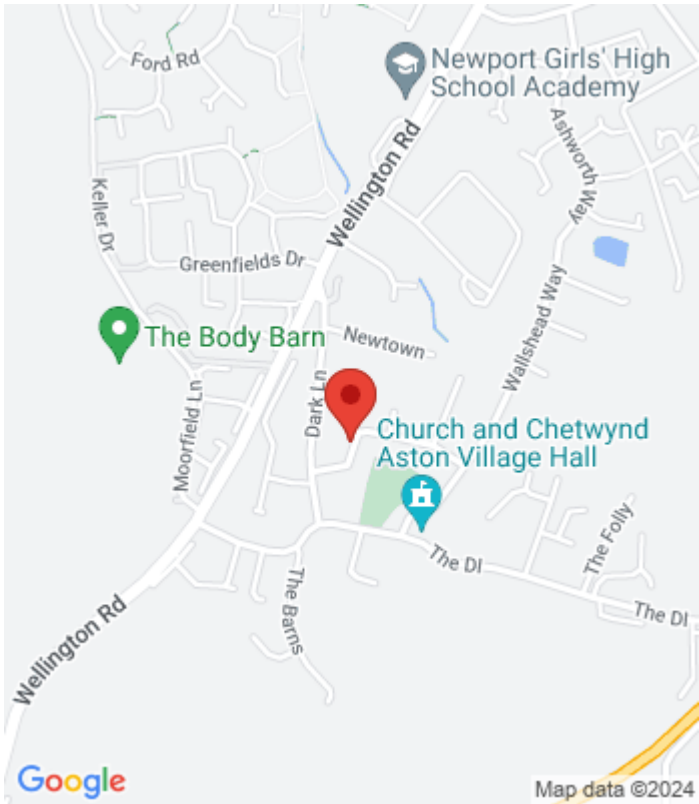 Ford Rd
Newport Girls' High
School Academy
Ashworth Way
Keller Dr
Wellington Rd
Greenfields Dr
Wallshead Way
The Body Barn
Newtown
Moorfield Ln
Dark Ln
Church and Chetwynd
Aston Village Hall
The Dl
The Folly
The Barns
The Dl
Wellington Rd
Google
Map data ©2024